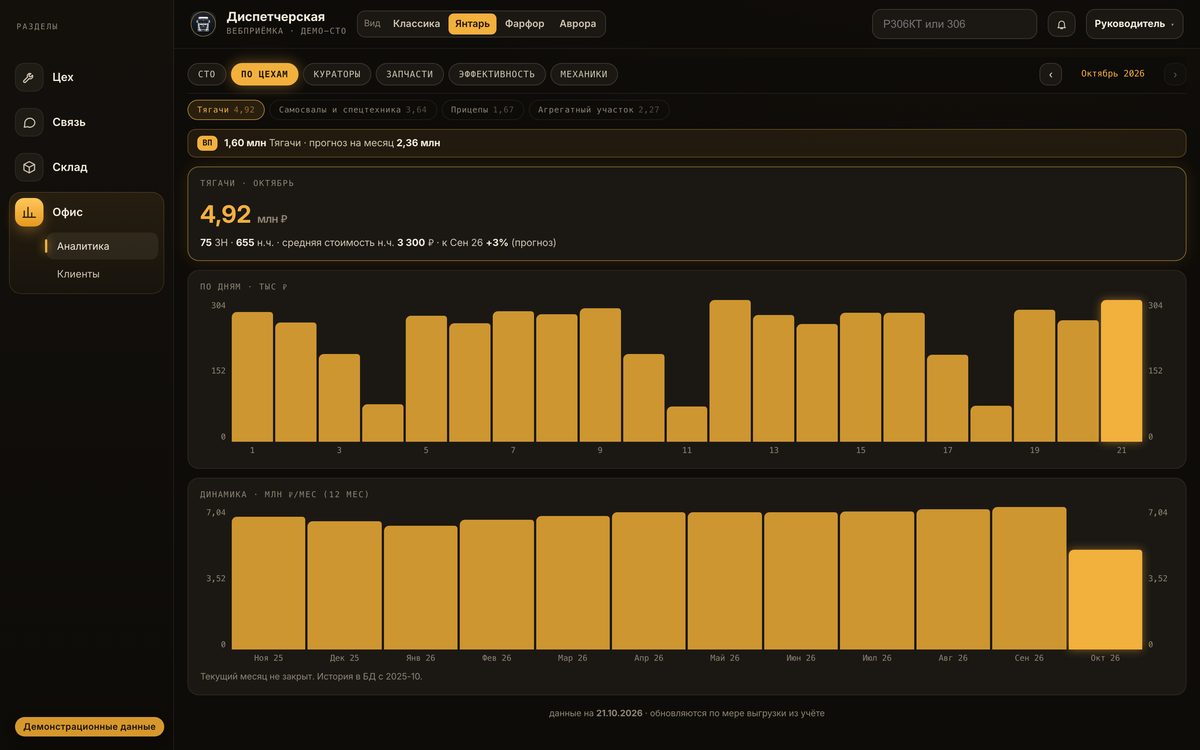 РАЗДЕЛЫ
Цех
Связь
Склад
Офис
Аналитика
Клиенты
Демонстрационные данные
Диспетчерская
ВЕБПРИЁМКА · ДЕМО-СТО
Вид Классика Янтарь Фарфор Аврора
Р306КТ или 306
Руководитель
СТО ПО ЦЕХАМ КУРАТОРЫ ЗАПЧАСТИ ЭФФЕКТИВНОСТЬ МЕХАНИКИ
‹ Октябрь 2026 ›
Тягачи 4,92 Самосвалы и спецтехника 3,64 Прицепы 1,67 Агрегатный участок 2,27
ВП 1,60 млн Тягачи · прогноз на месяц 2,36 млн
ТЯГАЧИ · ОКТЯБРЬ
4,92 млн ₽
75 ЗН · 655 н.ч. · средняя стоимость н.ч. 3 300 ₽ · к Сен 26 +3% (прогноз)
ПО ДНЯМ · ТЫС ₽
304 304
152 152
0 0
1 3 5 7 9 11 13 15 17 19 21
ДИНАМИКА · МЛН ₽/МЕС (12 МЕС)
7,04 7,04
3,52 3,52
0 0
Ноя 25 Дек 25 Янв 26 Фев 26 Мар 26 Апр 26 Май 26 Июн 26 Июл 26 Авг 26 Сен 26 Окт 26
Текущий месяц не закрыт. История в БД с 2025-10.
данные на 21.10.2026 · обновляются по мере выгрузки из учёта